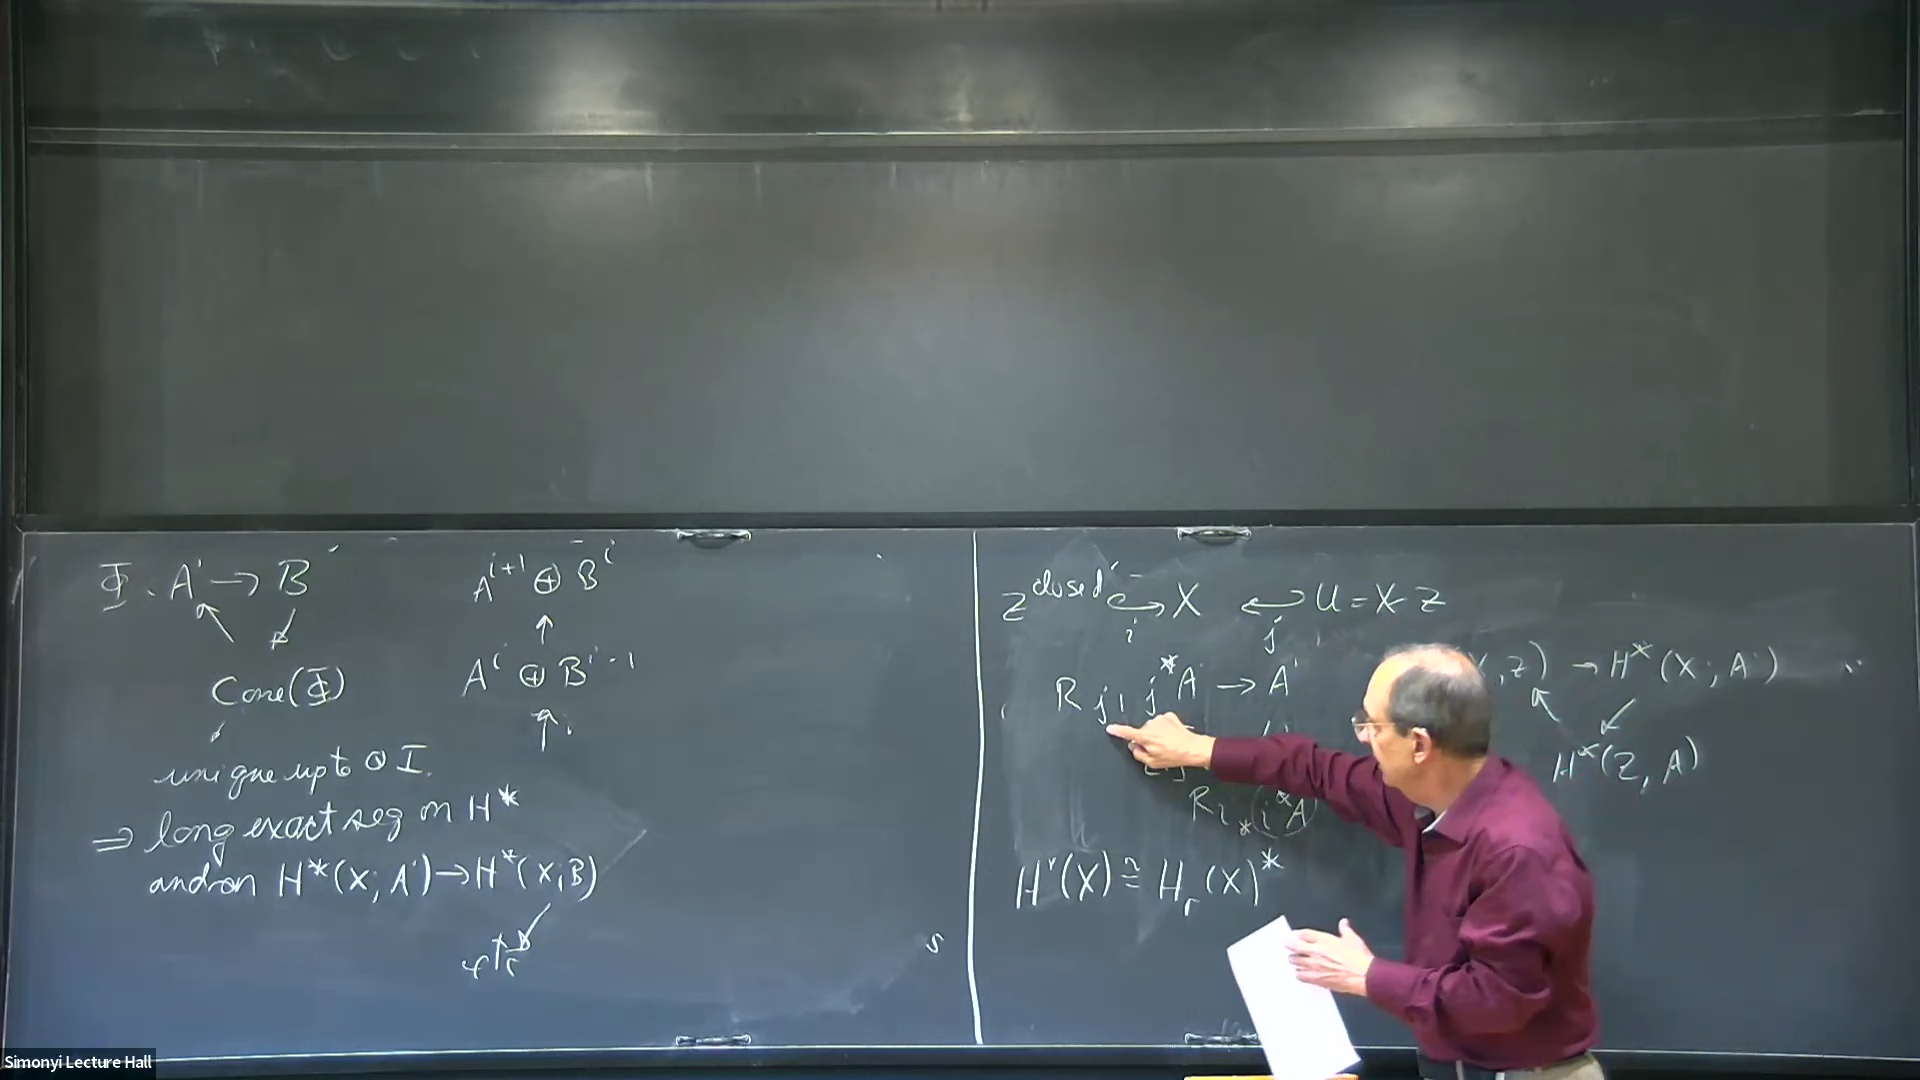 Φ . A˙ → B˙
Cone(Φ)
unique up to Q I.
⇒ long exact seq on H*
and on H*(X; A˙) → H*(X; B)
A^{i+1} ⊕ B^i
↑
A^i ⊕ B^{i-1}
↑
Z closed ↪ X ↩ U = X - Z
i j
R j_! j^* A˙ → A˙
R i_* i^* A
, Z) → H*(X; A˙)
H*(Z, A)
H^r(X) ≅ H_r(X)^*
Simonyi Lecture Hall